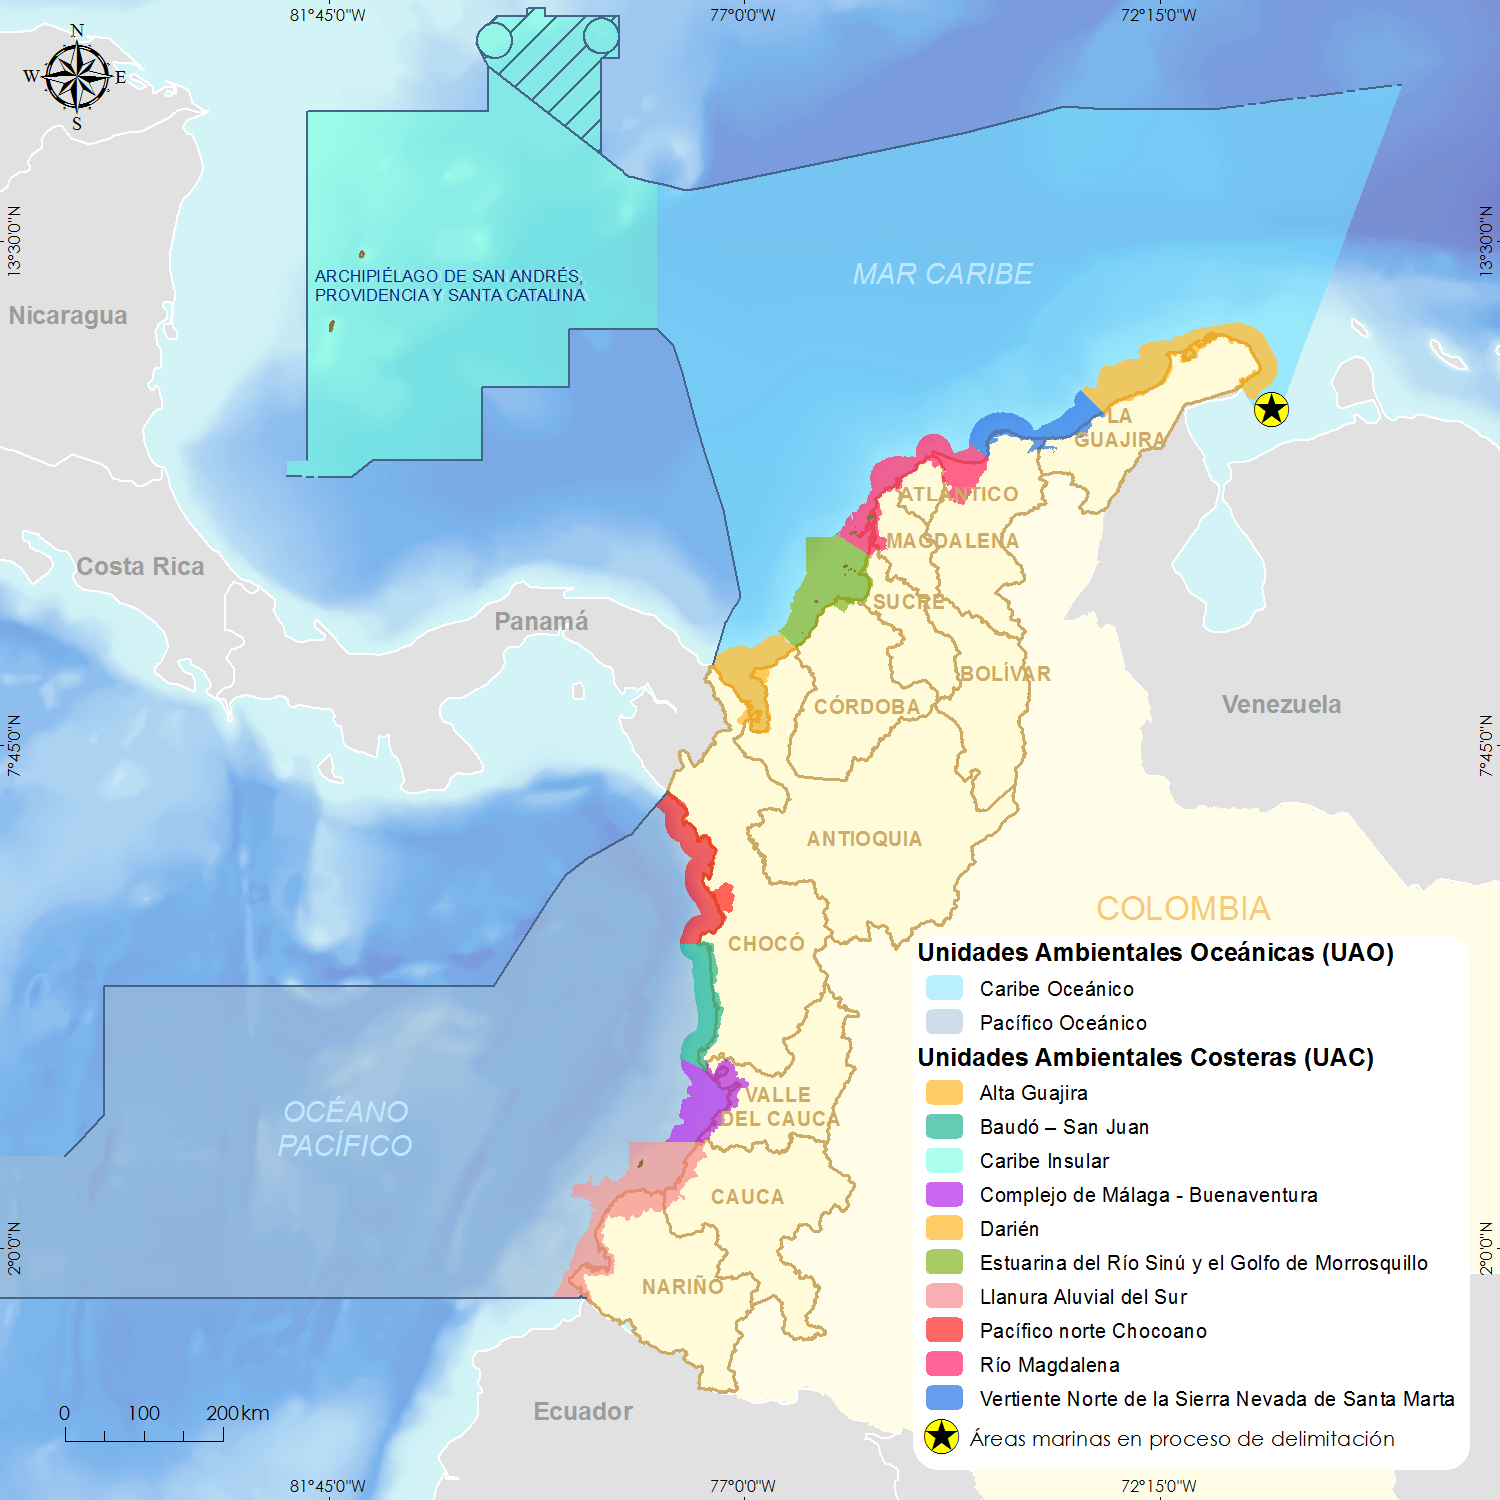 81°45'0"W
77°0'0"W
72°15'0"W
N
W
E
S
13°30'0"N
13°30'0"N
MAR CARIBE
ARCHIPIÉLAGO DE SAN ANDRÉS,
PROVIDENCIA Y SANTA CATALINA
Nicaragua
LA
GUAJIRA
ATLANTICO
MAGDALENA
Costa Rica
SUCRE
Panamá
BOLÍVAR
CÓRDOBA
Venezuela
7°45'0"N
7°45'0"N
ANTIOQUIA
COLOMBIA
CHOCÓ
Unidades Ambientales Oceánicas (UAO)
Caribe Oceánico
Pacífico Oceánico
Unidades Ambientales Costeras (UAC)
Alta Guajira
Baudó – San Juan
Caribe Insular
Complejo de Málaga - Buenaventura
Darién
Estuarina del Río Sinú y el Golfo de Morrosquillo
Llanura Aluvial del Sur
Pacífico norte Chocoano
Río Magdalena
Vertiente Norte de la Sierra Nevada de Santa Marta
Áreas marinas en proceso de delimitación
OCÉANO
PACÍFICO
VALLE
DEL CAUCA
CAUCA
2°0'0"N
2°0'0"N
NARIÑO
Ecuador
0 100 200 km
81°45'0"W
77°0'0"W
72°15'0"W